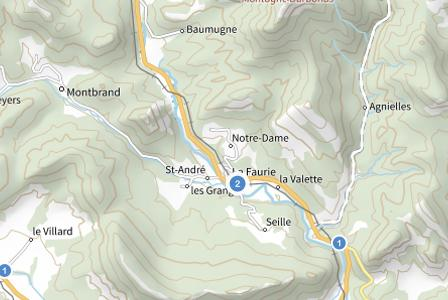 Baumugne
Montbrand
Agnielles
Notre-Dame
St-André
La Faurie
2
la Valette
les Grang
Seille
le Villard
1
1